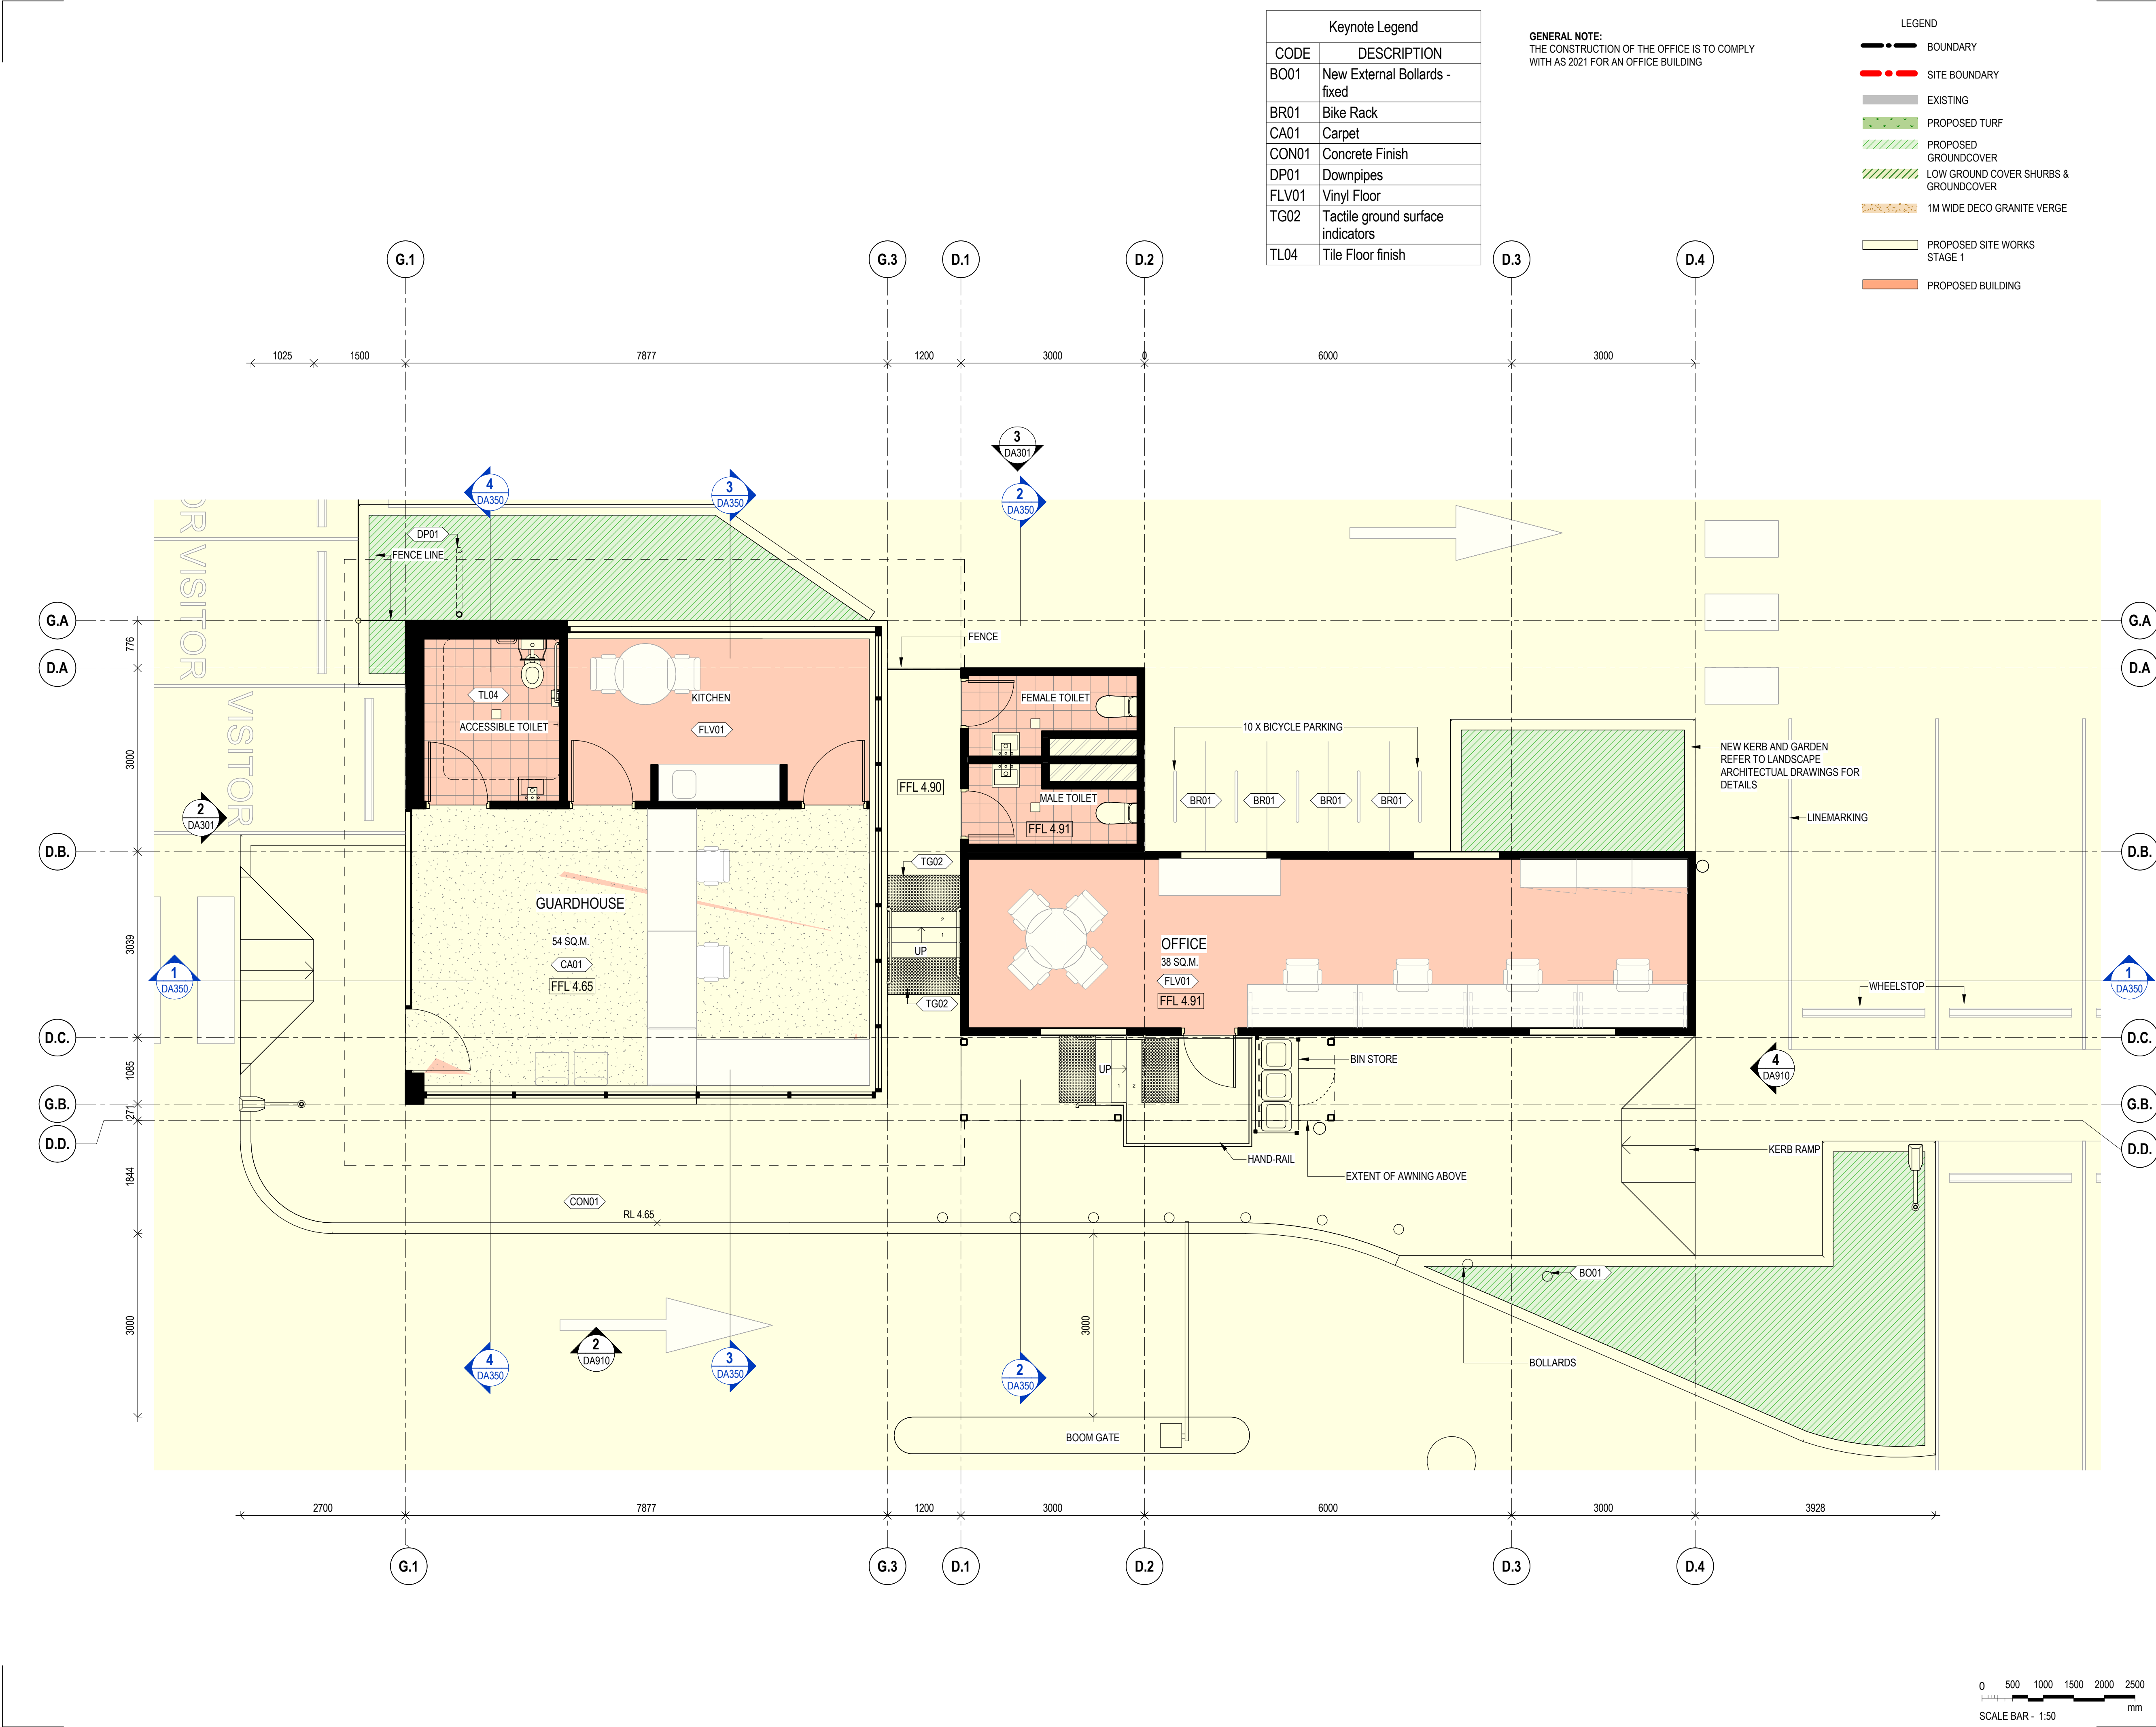 Keynote Legend
CODE DESCRIPTION
BO01 New External Bollards -
fixed
BR01 Bike Rack
CA01 Carpet
CON01 Concrete Finish
DP01 Downpipes
FLV01 Vinyl Floor
TG02 Tactile ground surface
indicators
TL04 Tile Floor finish
GENERAL NOTE:
THE CONSTRUCTION OF THE OFFICE IS TO COMPLY
WITH AS 2021 FOR AN OFFICE BUILDING
LEGEND
BOUNDARY
SITE BOUNDARY
EXISTING
PROPOSED TURF
PROPOSED
GROUNDCOVER
LOW GROUND COVER SHURBS &
GROUNDCOVER
1M WIDE DECO GRANITE VERGE
PROPOSED SITE WORKS
STAGE 1
PROPOSED BUILDING
G.1 G.3 D.1 D.2 D.3 D.4
1025 1500 7877 1200 3000 0 6000 3000
3
DA301
4
DA350
3
DA350
2
DA350
OR VISITOR
VISITOR
DP01
FENCE LINE
G.A G.A
776
FENCE
D.A D.A
TL04
ACCESSIBLE TOILET
KITCHEN
FLV01
FEMALE TOILET
10 X BICYCLE PARKING
NEW KERB AND GARDEN
REFER TO LANDSCAPE
ARCHITECTUAL DRAWINGS FOR
DETAILS
3000
FFL 4.90
MALE TOILET
BR01 BR01 BR01 BR01
2
DA301
FFL 4.91
LINEMARKING
D.B. D.B.
TG02
GUARDHOUSE
54 SQ.M.
CA01
FFL 4.65
2
1
UP
TG02
OFFICE
38 SQ.M.
FLV01
FFL 4.91
3039
1
DA350
1
DA350
WHEELSTOP
D.C. D.C.
1085
UP
1 2
BIN STORE
4
DA910
G.B. G.B.
271
D.D. D.D.
HAND-RAIL
KERB RAMP
EXTENT OF AWNING ABOVE
1844
CON01
RL 4.65
BO01
3000
3000
2
DA910
4
DA350
3
DA350
2
DA350
BOLLARDS
BOOM GATE
2700 7877 1200 3000 6000 3000 3928
G.1 G.3 D.1 D.2 D.3 D.4
0 500 1000 1500 2000 2500
mm
SCALE BAR - 1:50